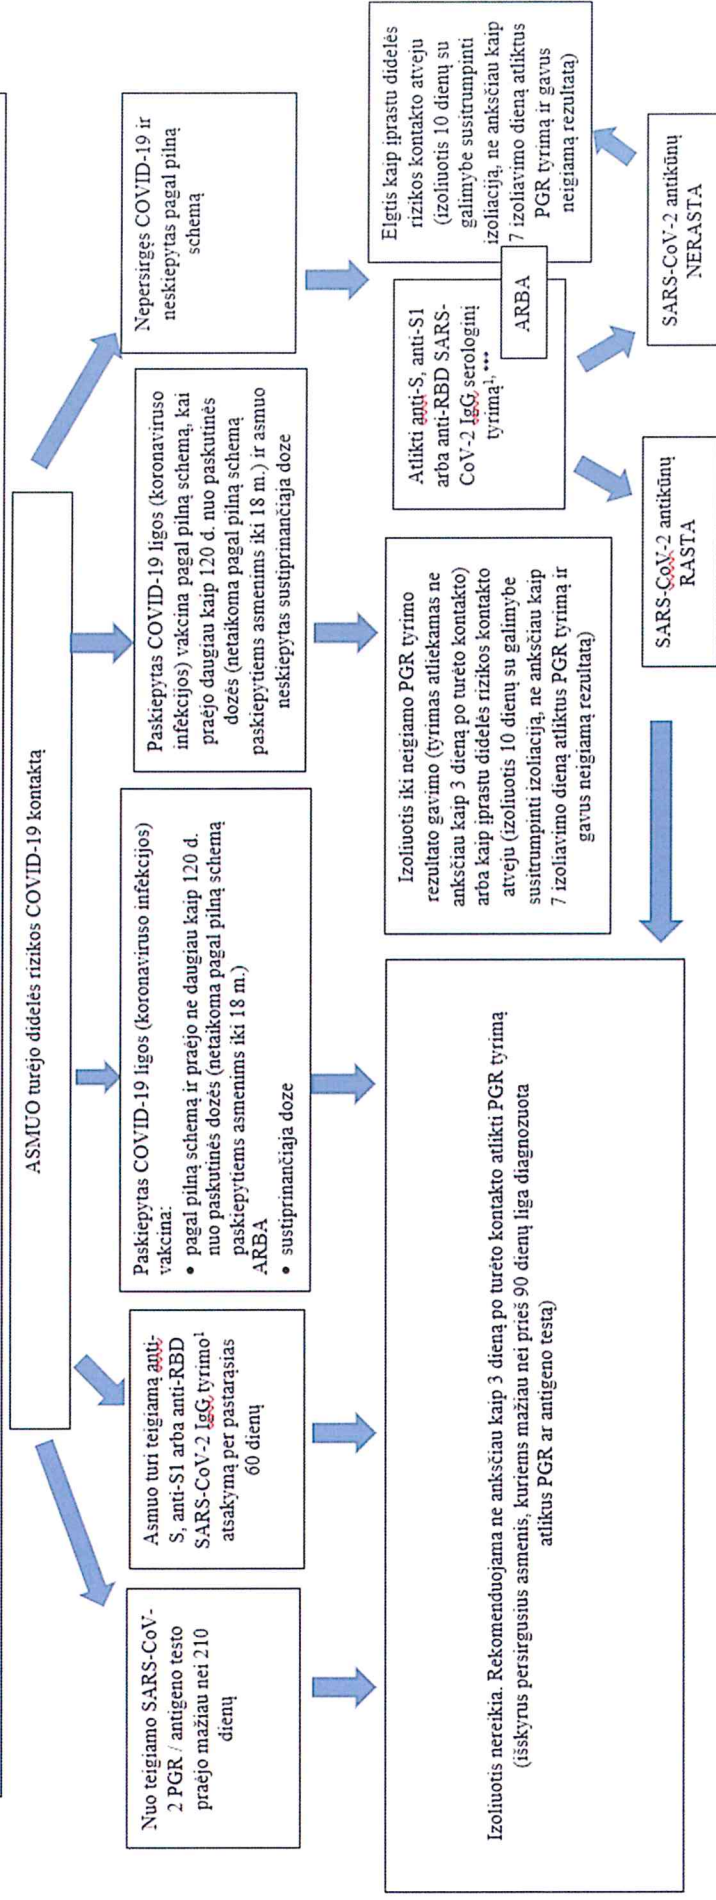 ASMUO turėjo didelės rizikos COVID-19 kontaktą
Nuo teigiamo SARS-CoV-
2 PGR / antigeno testo
praėjo mažiau nei 210
dienų
Asmuo turi teigiamą anti-
S, anti-S1 arba anti-RBD
SARS-CoV-2 IgG tyrimo¹
atsakymą per pastarąsias
60 dienų
Paskiepytas COVID-19 ligos (koronaviruso infekcijos)
vakcina:
• pagal pilną schemą ir praėjo ne daugiau kaip 120 d.
nuo paskutinės dozės (netaikoma pagal pilną schemą
paskiepytiems asmenims iki 18 m.)
ARBA
• sustiprinančiąja doze
Paskiepytas COVID-19 ligos (koronaviruso
infekcijos) vakcina pagal pilną schemą, kai
praėjo daugiau kaip 120 d. nuo paskutinės
dozės (netaikoma pagal pilną schemą
paskiepytiems asmenims iki 18 m.) ir asmuo
neskiepytas sustiprinančiąja doze
Nepersirgęs COVID-19 ir
neskiepytas pagal pilną
schemą
Izoliuotis nereikia. Rekomenduojama ne anksčiau kaip 3 dieną po turėto kontakto atlikti PGR tyrimą
(išskyrus persirgusius asmenis, kuriems mažiau nei prieš 90 dienų liga diagnozuota
atlikus PGR ar antigeno testą)
Izoliuotis iki neigiamo PGR tyrimo
rezultato gavimo (tyrimas atliekamas ne
anksčiau kaip 3 dieną po turėto kontakto)
arba kaip įprastu didelės rizikos kontakto
atveju (izoliuotis 10 dienų su galimybe
susitrumpinti izoliaciją, ne anksčiau kaip
7 izoliavimo dieną atliktus PGR tyrimą ir
gavus neigiamą rezultatą)
Atlikti anti-S, anti-S1
arba anti-RBD SARS-
CoV-2 IgG serologinį
tyrimą¹, ***
ARBA
Elgtis kaip įprastu didelės
rizikos kontakto atveju
(izoliuotis 10 dienų su
galimybe susitrumpinti
izoliaciją, ne anksčiau kaip
7 izoliavimo dieną atliktus
PGR tyrimą ir gavus
neigiamą rezultatą)
SARS-CoV-2 antikūnų
RASTA
SARS-CoV-2 antikūnų
NERASTA